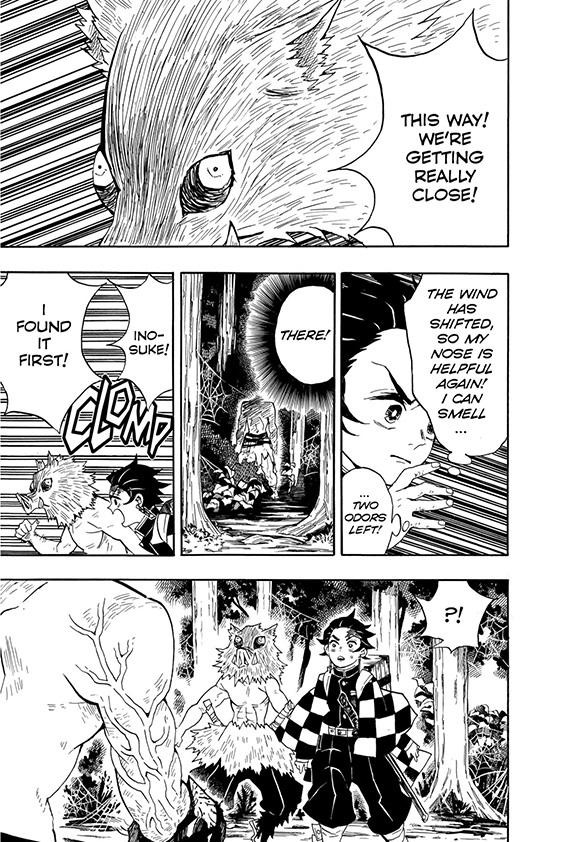 THIS WAY!
WE'RE
GETTING
REALLY
CLOSE!
THE WIND
HAS
SHIFTED,
SO MY
NOSE IS
HELPFUL
AGAIN!
I CAN
SMELL
...
...
TWO
ODORS
LEFT!
THERE!
INO-
SUKE!
I
FOUND
IT
FIRST!
CLOMP
?!